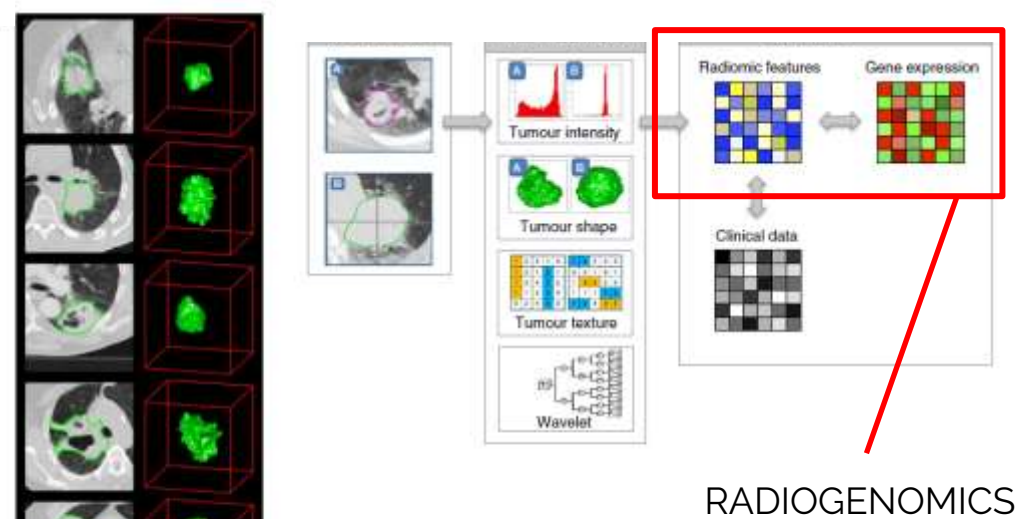 A
B
A
B
Tumour intensity
A
B
Tumour shape
Tumour texture
Wavelet
Radiomic features
Gene expression
Clinical data
RADIOGENOMICS